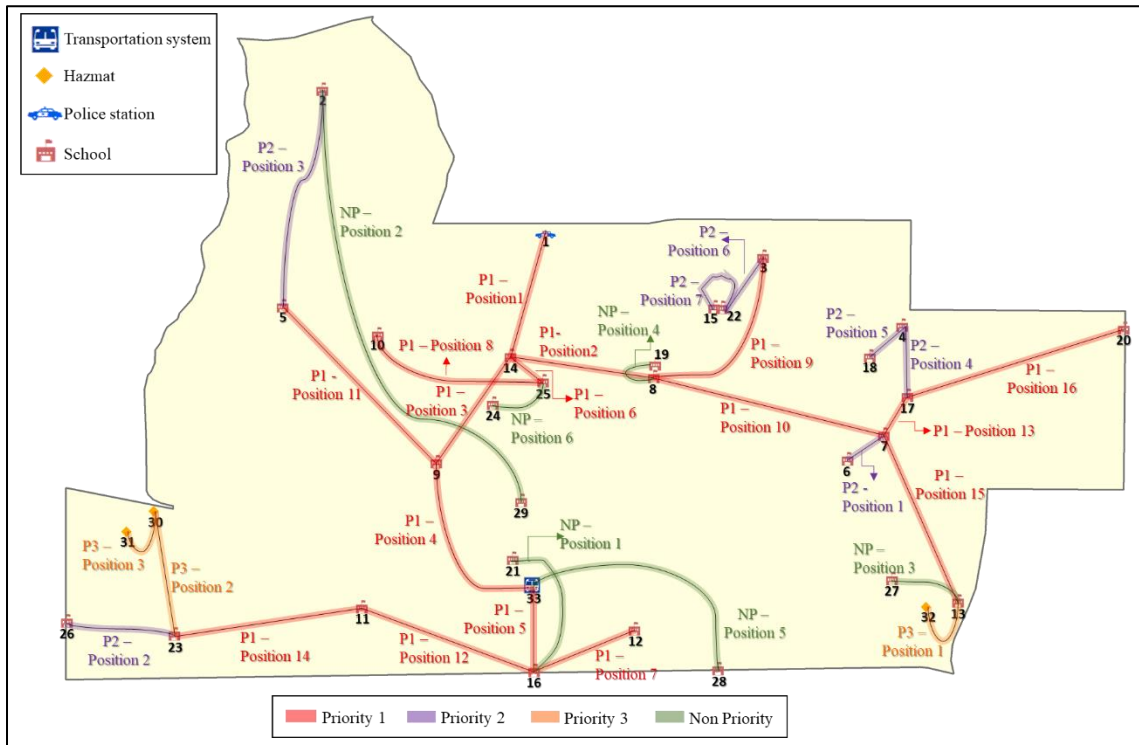 Transportation system
Hazmat
Police station
School
2
P2 –
Position 3
NP –
Position 2
1
P2 –
Position 6
3
P1 –
Position1
P2 –
Position 7
15
22
5
NP –
Position 4
P2 –
Position 5
4
20
10
P1 – Position 8
P1-
Position2
14
19
18
P2 –
Position 4
P1 –
Position 9
8
P1 -
Position 11
P1 –
Position 3
25
P1 –
Position 6
P1 –
Position 16
24
NP –
Position 6
P1 –
Position 10
17
P1 – Position 13
7
9
6
P2 -
Position 1
P1 –
Position 15
29
30
31
P1 –
Position 4
NP –
Position 1
P3 –
Position 3
P3 –
Position 2
21
33
NP –
Position 3
27
32
13
26
P2 –
Position 2
23
11
P1 –
Position 5
12
NP –
Position 5
P3 –
Position 1
P1 –
Position 14
P1 –
Position 12
P1 –
Position 7
16
28
Priority 1
Priority 2
Priority 3
Non Priority